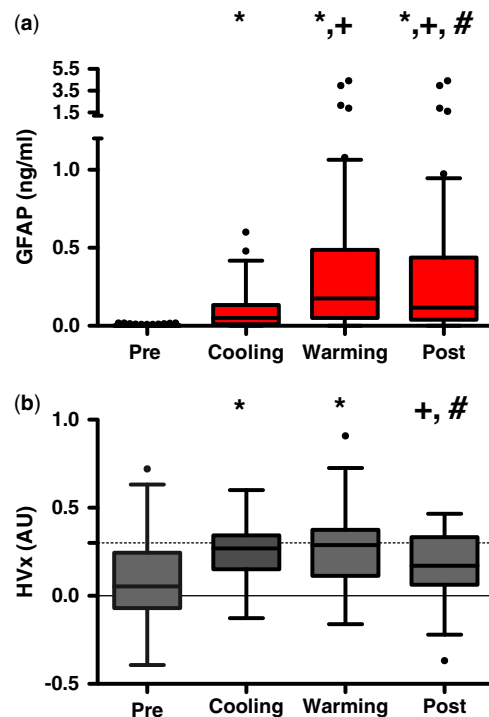 (a)
* *,+ *,+, #
5.5
3.5
1.5
1.0
0.5
0.0
GFAP (ng/ml)
Pre Cooling Warming Post
(b)
* * +, #
1.0
0.5
0.0
-0.5
HVx (AU)
Pre Cooling Warming Post